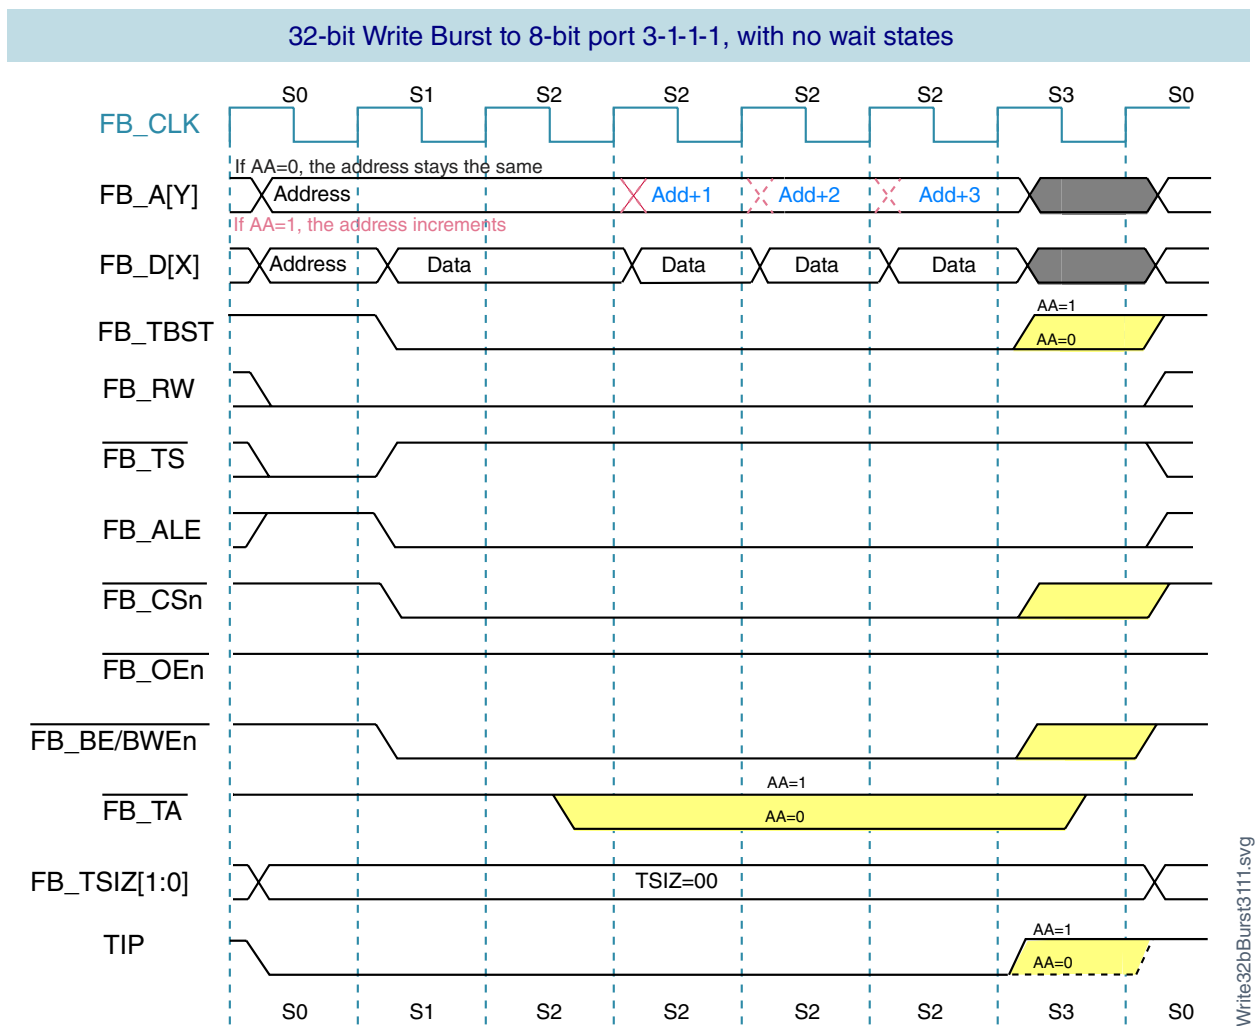 32-bit Write Burst to 8-bit port 3-1-1-1, with no wait states
S0 S1 S2 S2 S2 S2 S3 S0
FB_CLK
If AA=0, the address stays the same
FB_A[Y] Address Add+1 Add+2 Add+3
If AA=1, the address increments
FB_D[X] Address Data Data Data Data
AA=1
FB_TBST
AA=0
FB_RW
FB_TS
FB_ALE
FB_CSn
FB_OEn
FB_BE/BWEn
AA=1
FB_TA
AA=0
FB_TSIZ[1:0] TSIZ=00
AA=1
TIP
AA=0
S0 S1 S2 S2 S2 S2 S3 S0
Write32bBurst3111.svg